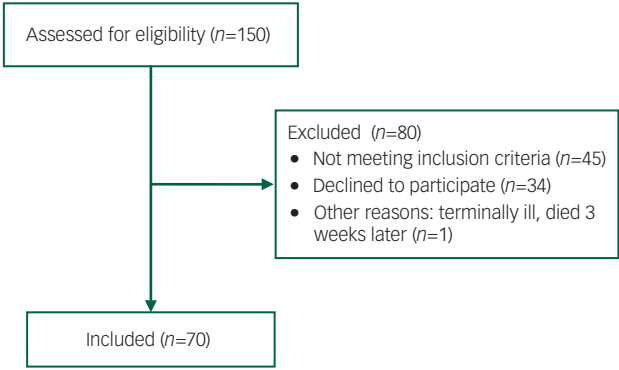 Assessed for eligibility (n=150)
Excluded (n=80)
• Not meeting inclusion criteria (n=45)
• Declined to participate (n=34)
• Other reasons: terminally ill, died 3
weeks later (n=1)
Included (n=70)